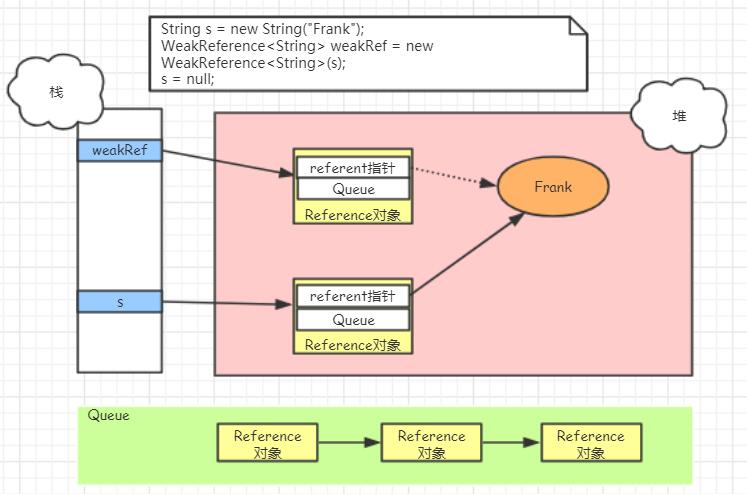 String s = new String("Frank");
WeakReference<String> weakRef = new
WeakReference<String>(s);
s = null;
栈
堆
weakRef
referent指针
Queue
Reference对象
Frank
s
referent指针
Queue
Reference对象
Queue
Reference
对象
Reference
对象
Reference
对象